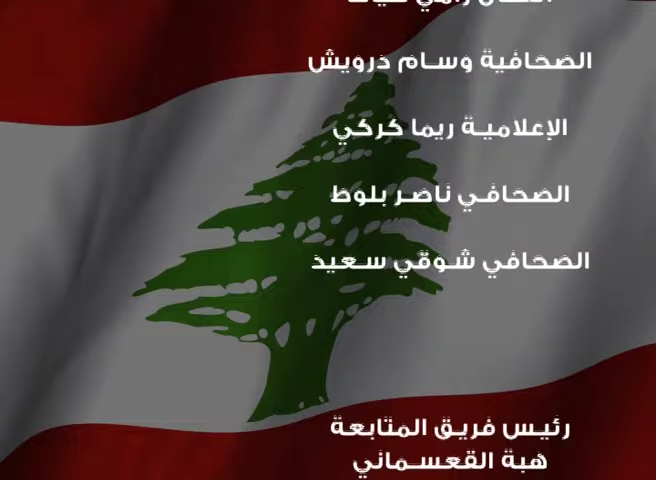 الصحافية وسام درويش
الإعلامية ريما كركي
الصحافي ناصر بلوط
الصحافي شوقي سعيد
رئيس فريق المتابعة
هبة القعسماني